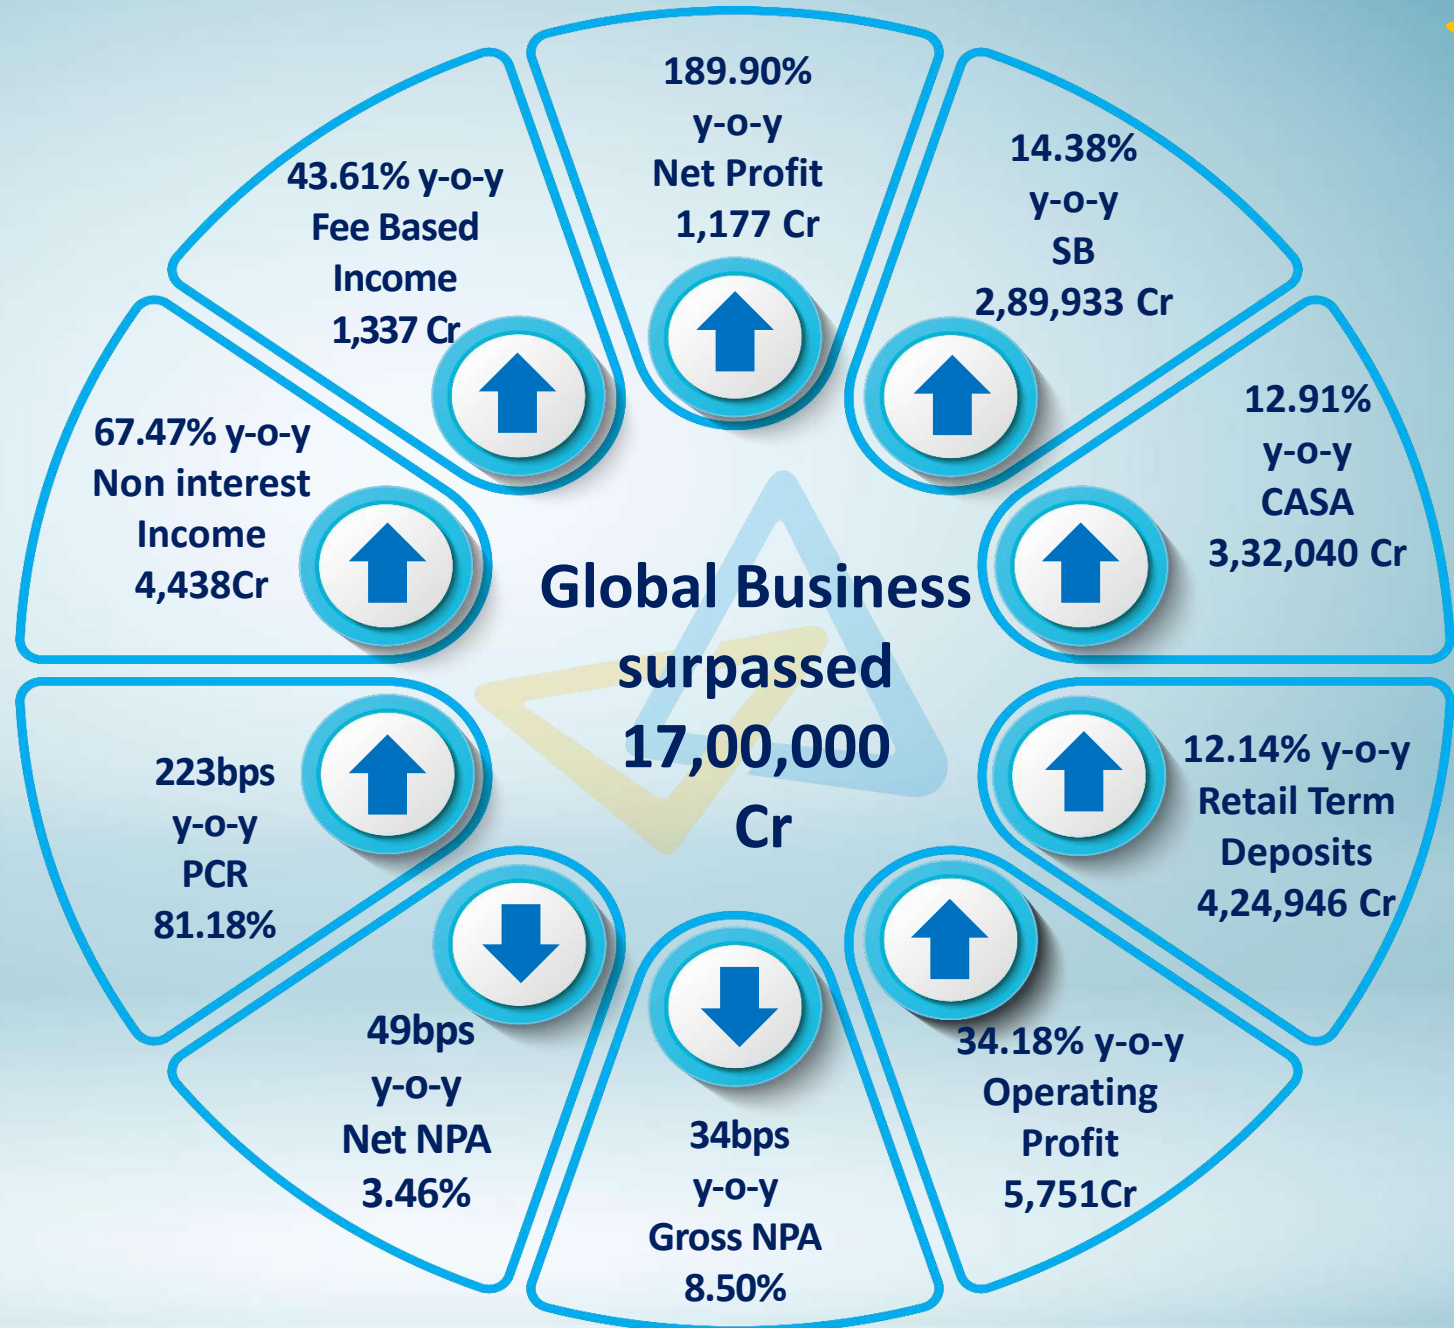 189.90%
y-o-y
Net Profit
1,177 Cr
14.38%
y-o-y
SB
2,89,933 Cr
12.91%
y-o-y
CASA
3,32,040 Cr
12.14% y-o-y
Retail Term
Deposits
4,24,946 Cr
34.18% y-o-y
Operating
Profit
5,751Cr
34bps
y-o-y
Gross NPA
8.50%
49bps
y-o-y
Net NPA
3.46%
223bps
y-o-y
PCR
81.18%
67.47% y-o-y
Non interest
Income
4,438Cr
43.61% y-o-y
Fee Based
Income
1,337 Cr
Global Business
surpassed
17,00,000
Cr